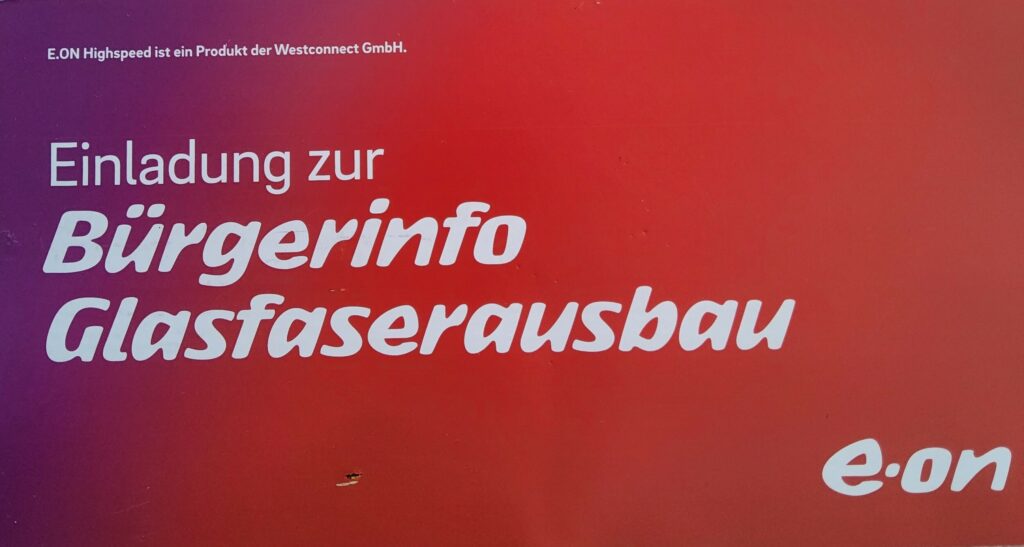 E.ON Highspeed ist ein Produkt der Westconnect GmbH.
Einladung zur
Bürgerinfo
Glasfaserausbau
e·on